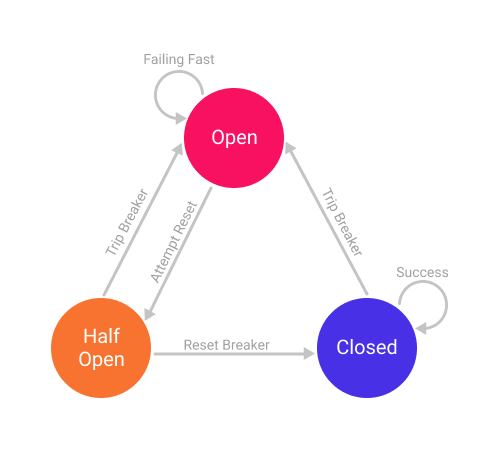 Failing Fast
Open
Trip Breaker
Attempt Reset
Trip Breaker
Success
Half
Open
Reset Breaker
Closed